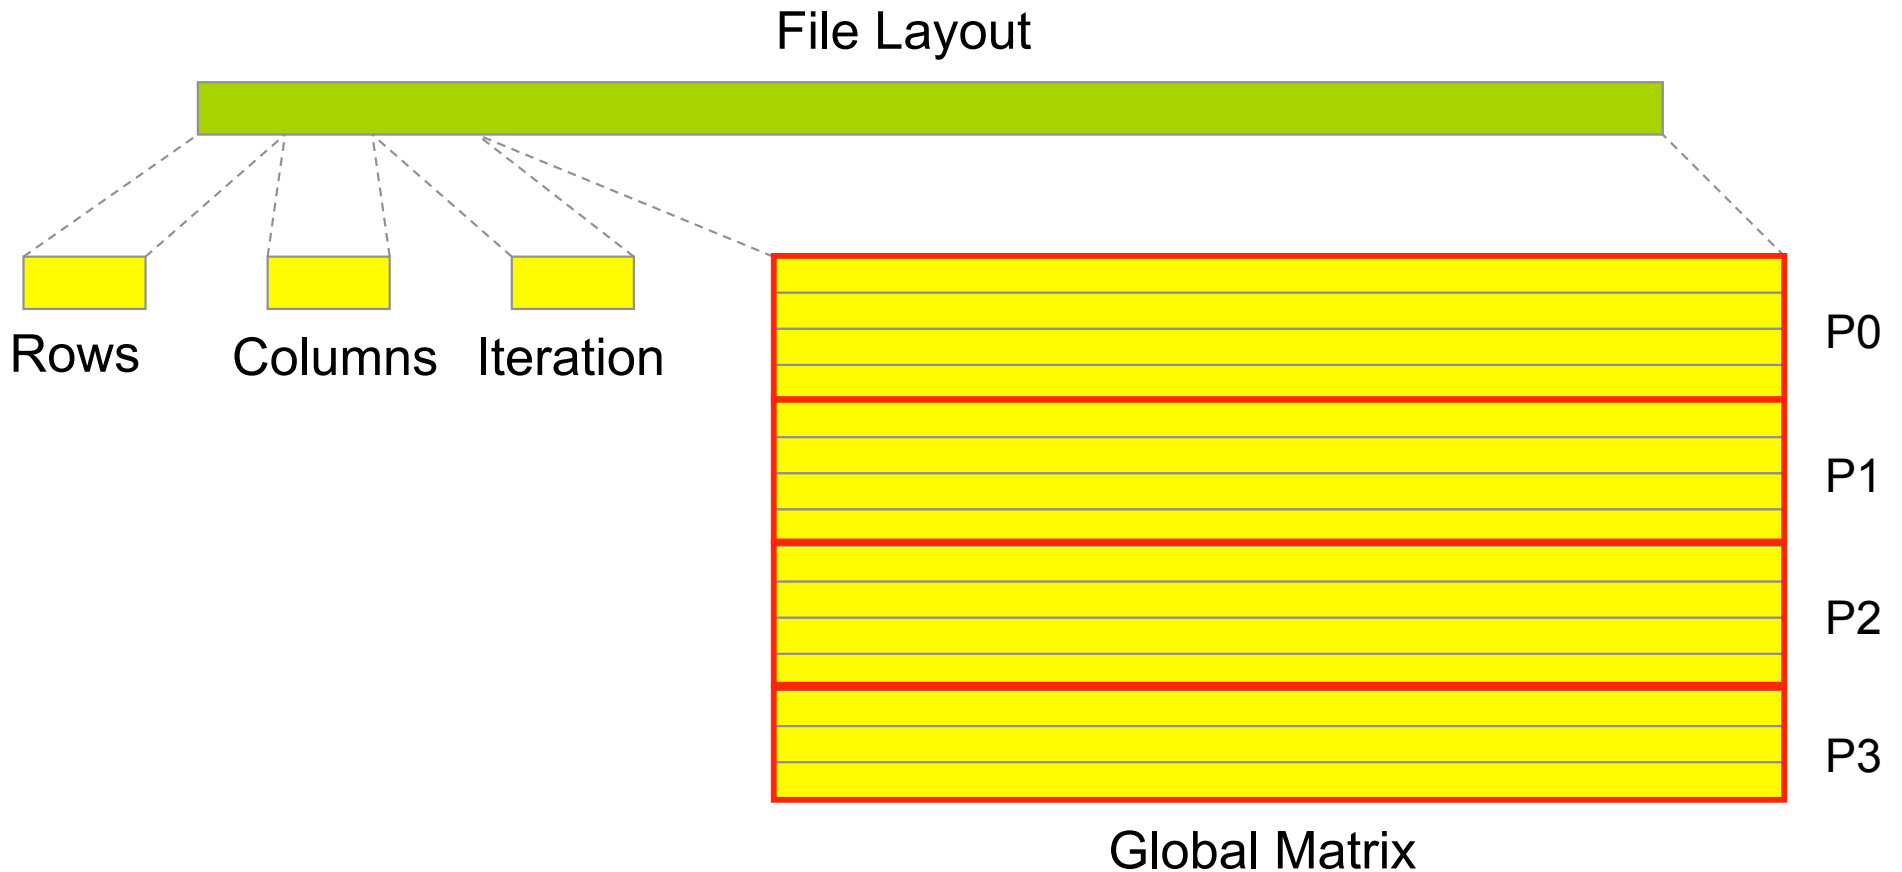 File Layout
Rows
Columns
Iteration
P0
P1
P2
P3
Global Matrix